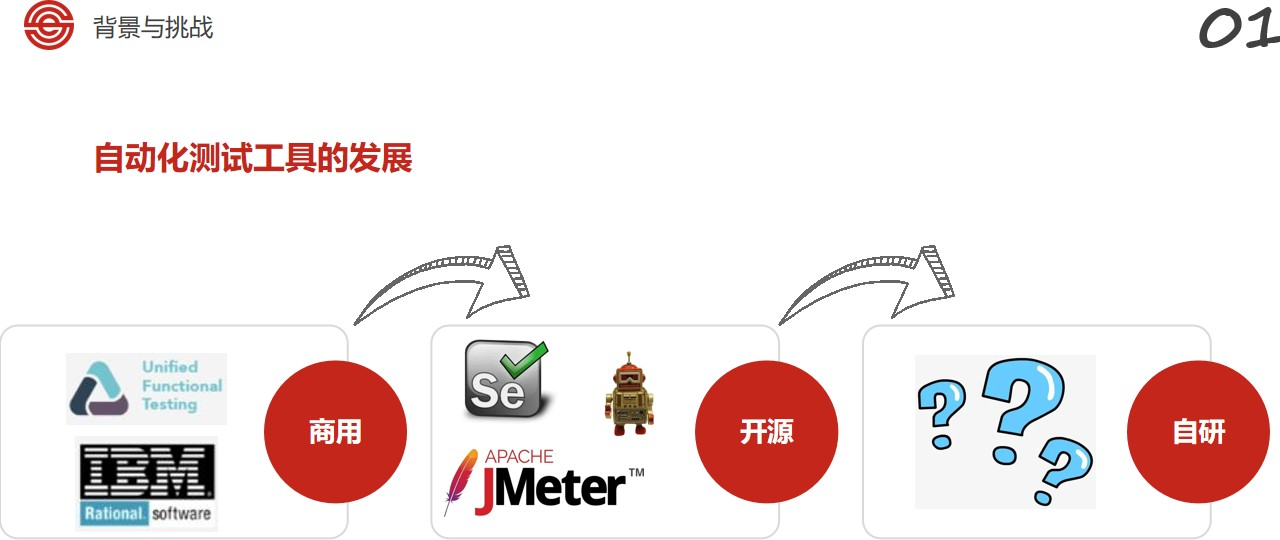 背景与挑战
01
自动化测试工具的发展
Unified
Functional
Testing
IBM
Rational. software
商用
Se
APACHE
JMeter™
开源
???
自研